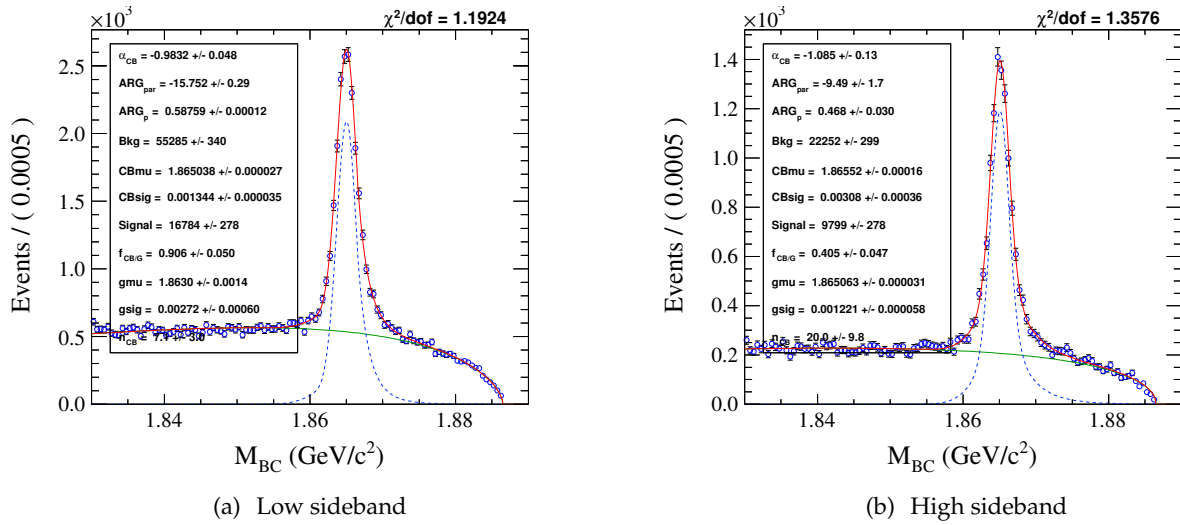 ×10³
χ²/dof = 1.1924
α_CB = -0.9832 +/- 0.048
ARG_par = -15.752 +/- 0.29
ARG_p = 0.58759 +/- 0.00012
Bkg = 55285 +/- 340
CBmu = 1.865038 +/- 0.000027
CBsig = 0.001344 +/- 0.000035
Signal = 16784 +/- 278
f_CB/G = 0.906 +/- 0.050
gmu = 1.8630 +/- 0.0014
gsig = 0.00272 +/- 0.00060
n_CB = 7.1 +/- 3.0
Events / ( 0.0005 )
2.5
2.0
1.5
1.0
0.5
0.0
1.84
1.86
1.88
M_BC (GeV/c²)
(a) Low sideband
×10³
χ²/dof = 1.3576
α_CB = -1.085 +/- 0.13
ARG_par = -9.49 +/- 1.7
ARG_p = 0.468 +/- 0.030
Bkg = 22252 +/- 299
CBmu = 1.86552 +/- 0.00016
CBsig = 0.00308 +/- 0.00036
Signal = 9799 +/- 278
f_CB/G = 0.405 +/- 0.047
gmu = 1.865063 +/- 0.000031
gsig = 0.001221 +/- 0.000058
n_CB = 20.0 +/- 9.8
Events / ( 0.0005 )
1.4
1.2
1.0
0.8
0.6
0.4
0.2
0.0
1.84
1.86
1.88
M_BC (GeV/c²)
(b) High sideband